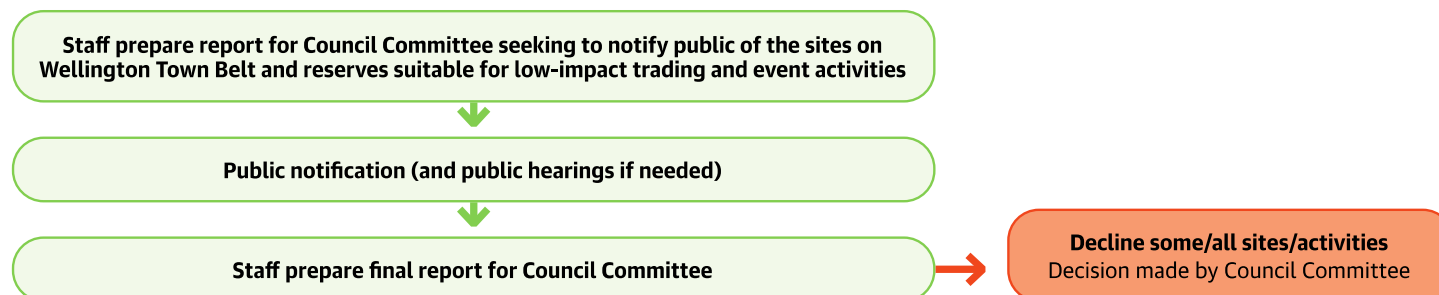 Staff prepare report for Council Committee seeking to notify public of the sites on
Wellington Town Belt and reserves suitable for low-impact trading and event activities
Public notification (and public hearings if needed)
Staff prepare final report for Council Committee
Decline some/all sites/activities
Decision made by Council Committee